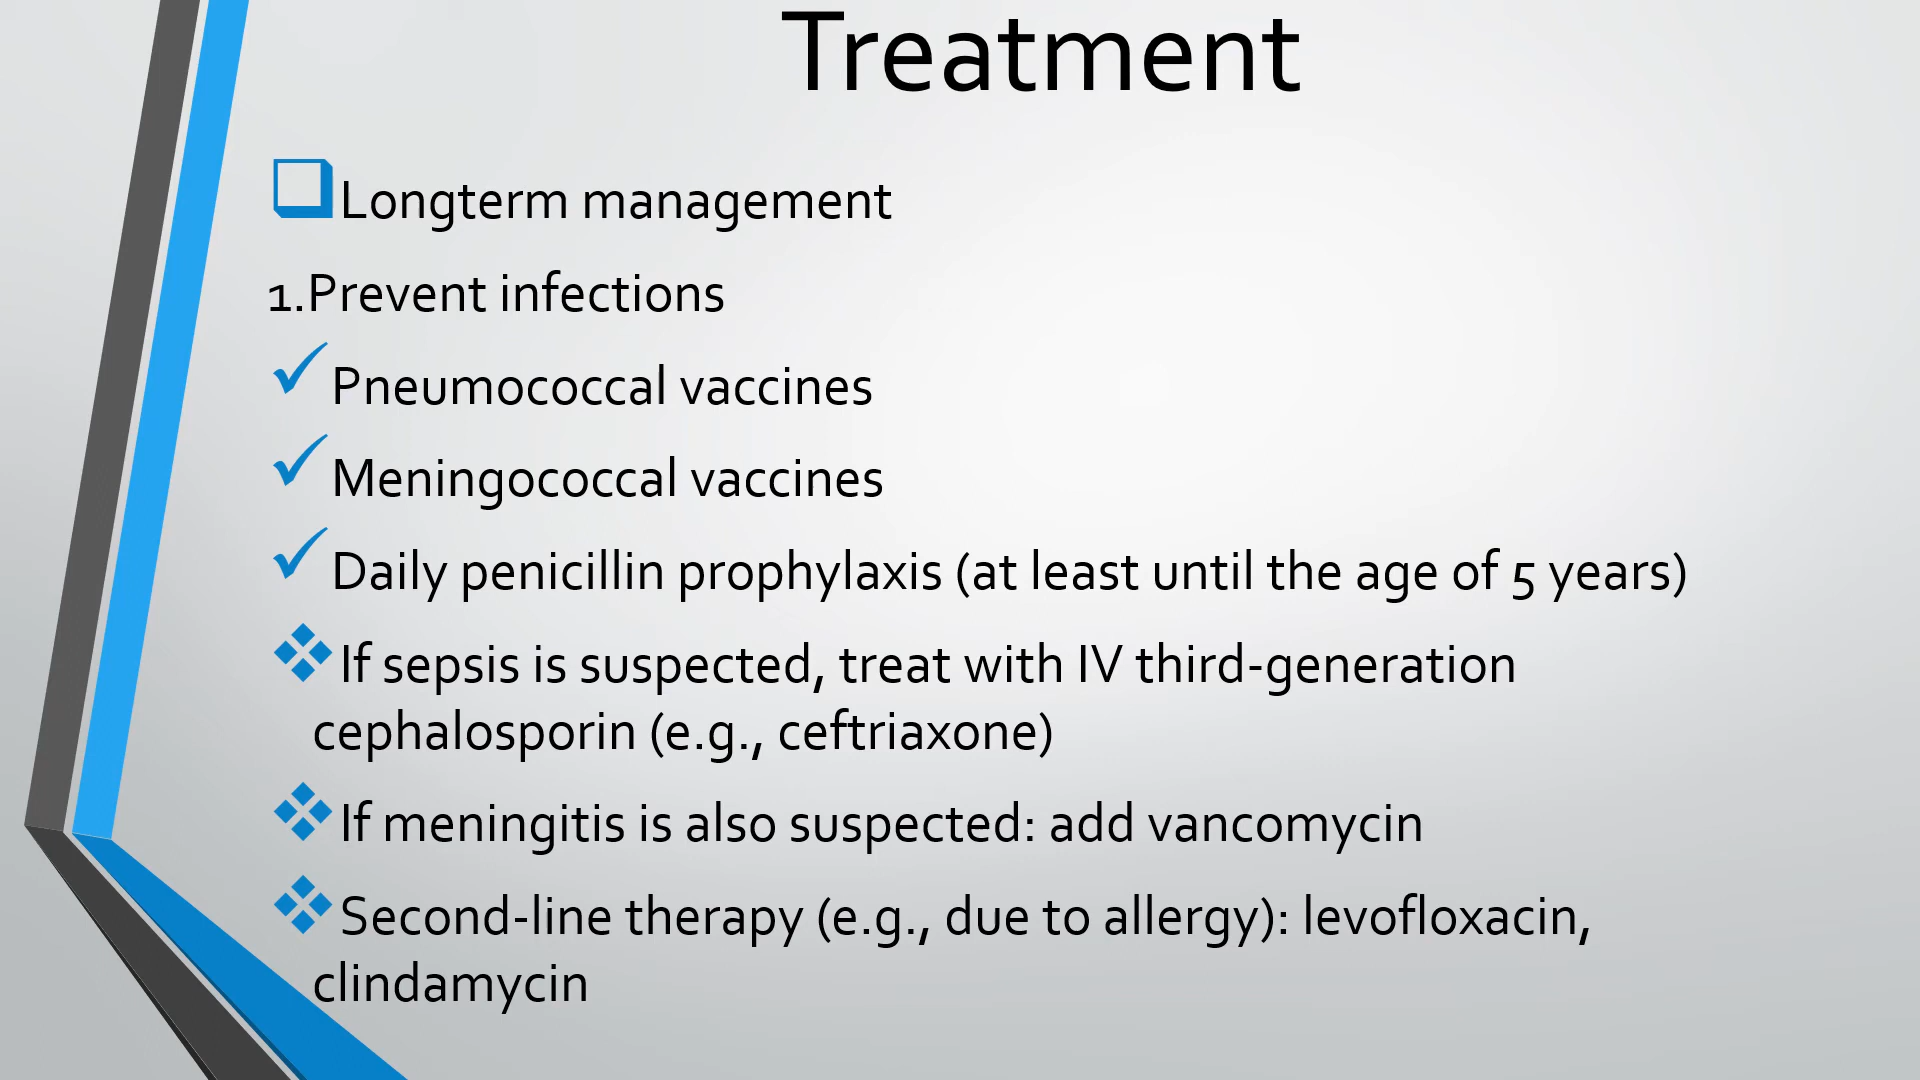 Treatment
Longterm management
1.Prevent infections
Pneumococcal vaccines
Meningococcal vaccines
Daily penicillin prophylaxis (at least until the age of 5 years)
If sepsis is suspected, treat with IV third-generation
cephalosporin (e.g., ceftriaxone)
If meningitis is also suspected: add vancomycin
Second-line therapy (e.g., due to allergy): levofloxacin,
clindamycin